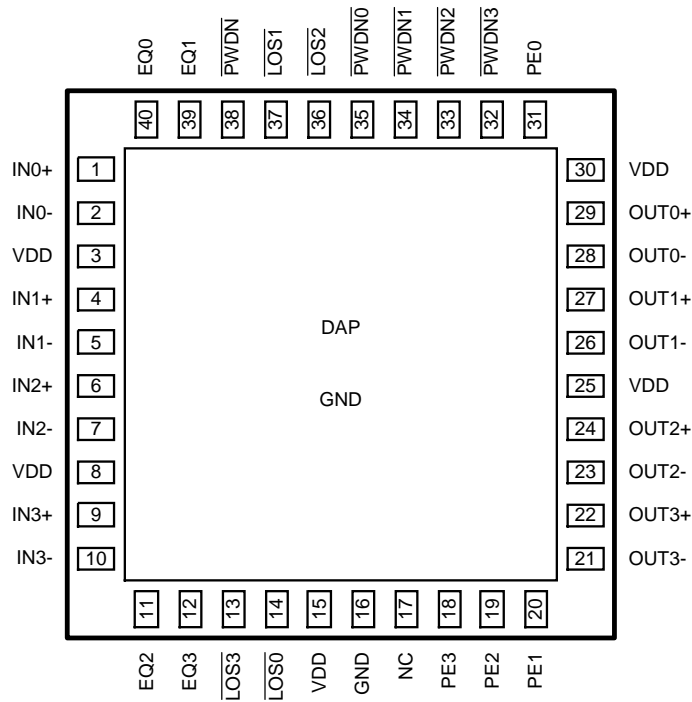 EQ0
EQ1
PWDN
LOS1
LOS2
PWDN0
PWDN1
PWDN2
PWDN3
PE0
40
39
38
37
36
35
34
33
32
31
IN0+ 1
IN0- 2
VDD 3
IN1+ 4
IN1- 5
IN2+ 6
IN2- 7
VDD 8
IN3+ 9
IN3- 10
DAP
GND
30 VDD
29 OUT0+
28 OUT0-
27 OUT1+
26 OUT1-
25 VDD
24 OUT2+
23 OUT2-
22 OUT3+
21 OUT3-
11
12
13
14
15
16
17
18
19
20
EQ2
EQ3
LOS3
LOS0
VDD
GND
NC
PE3
PE2
PE1